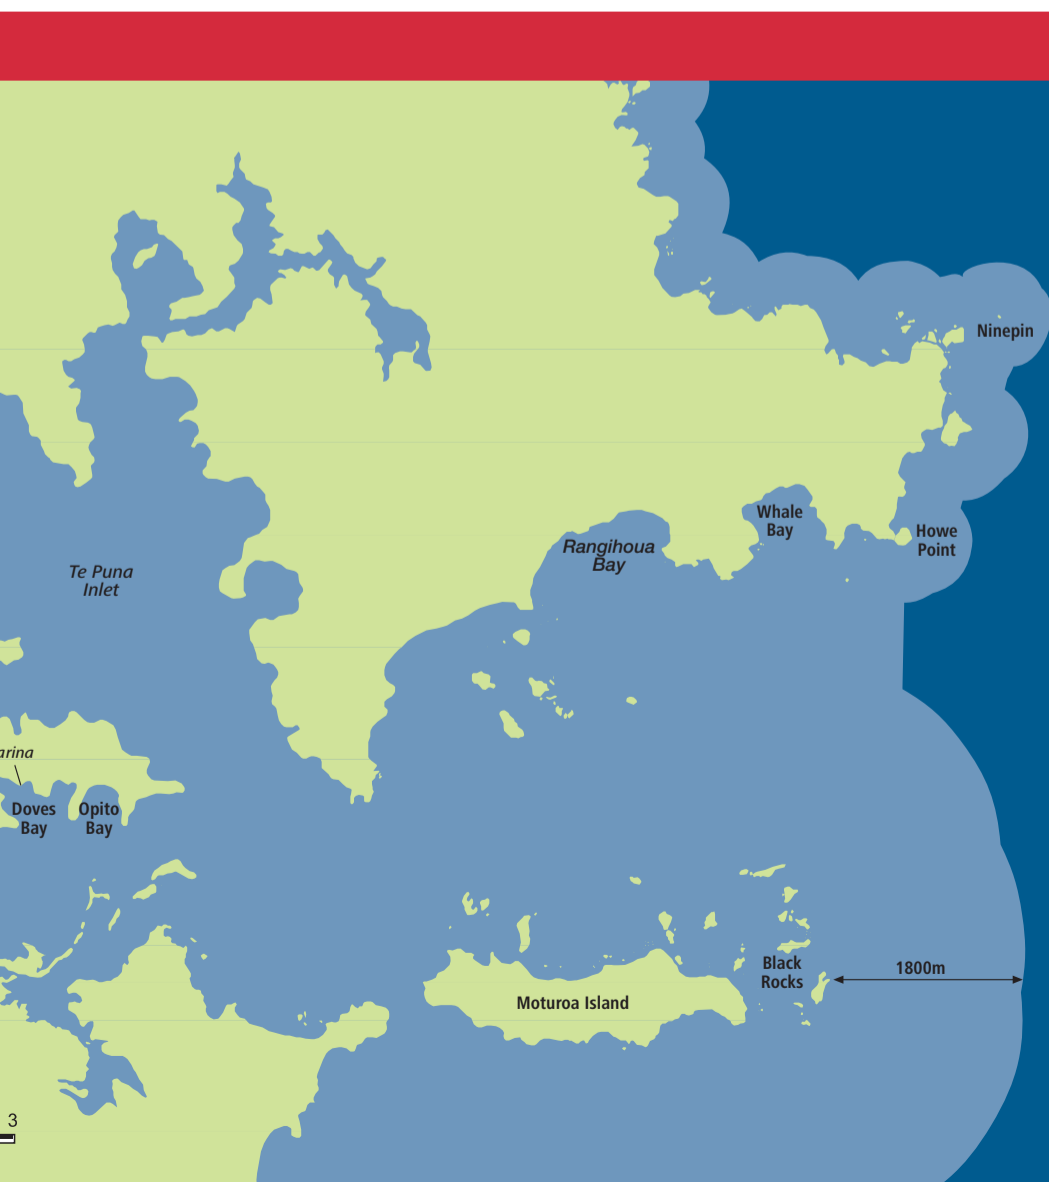 Ninepin
Whale
Bay
Howe
Point
Rangihoua
Bay
Te Puna
Inlet
arina
Doves
Bay
Opito
Bay
Black
Rocks
1800m
Moturoa Island
3